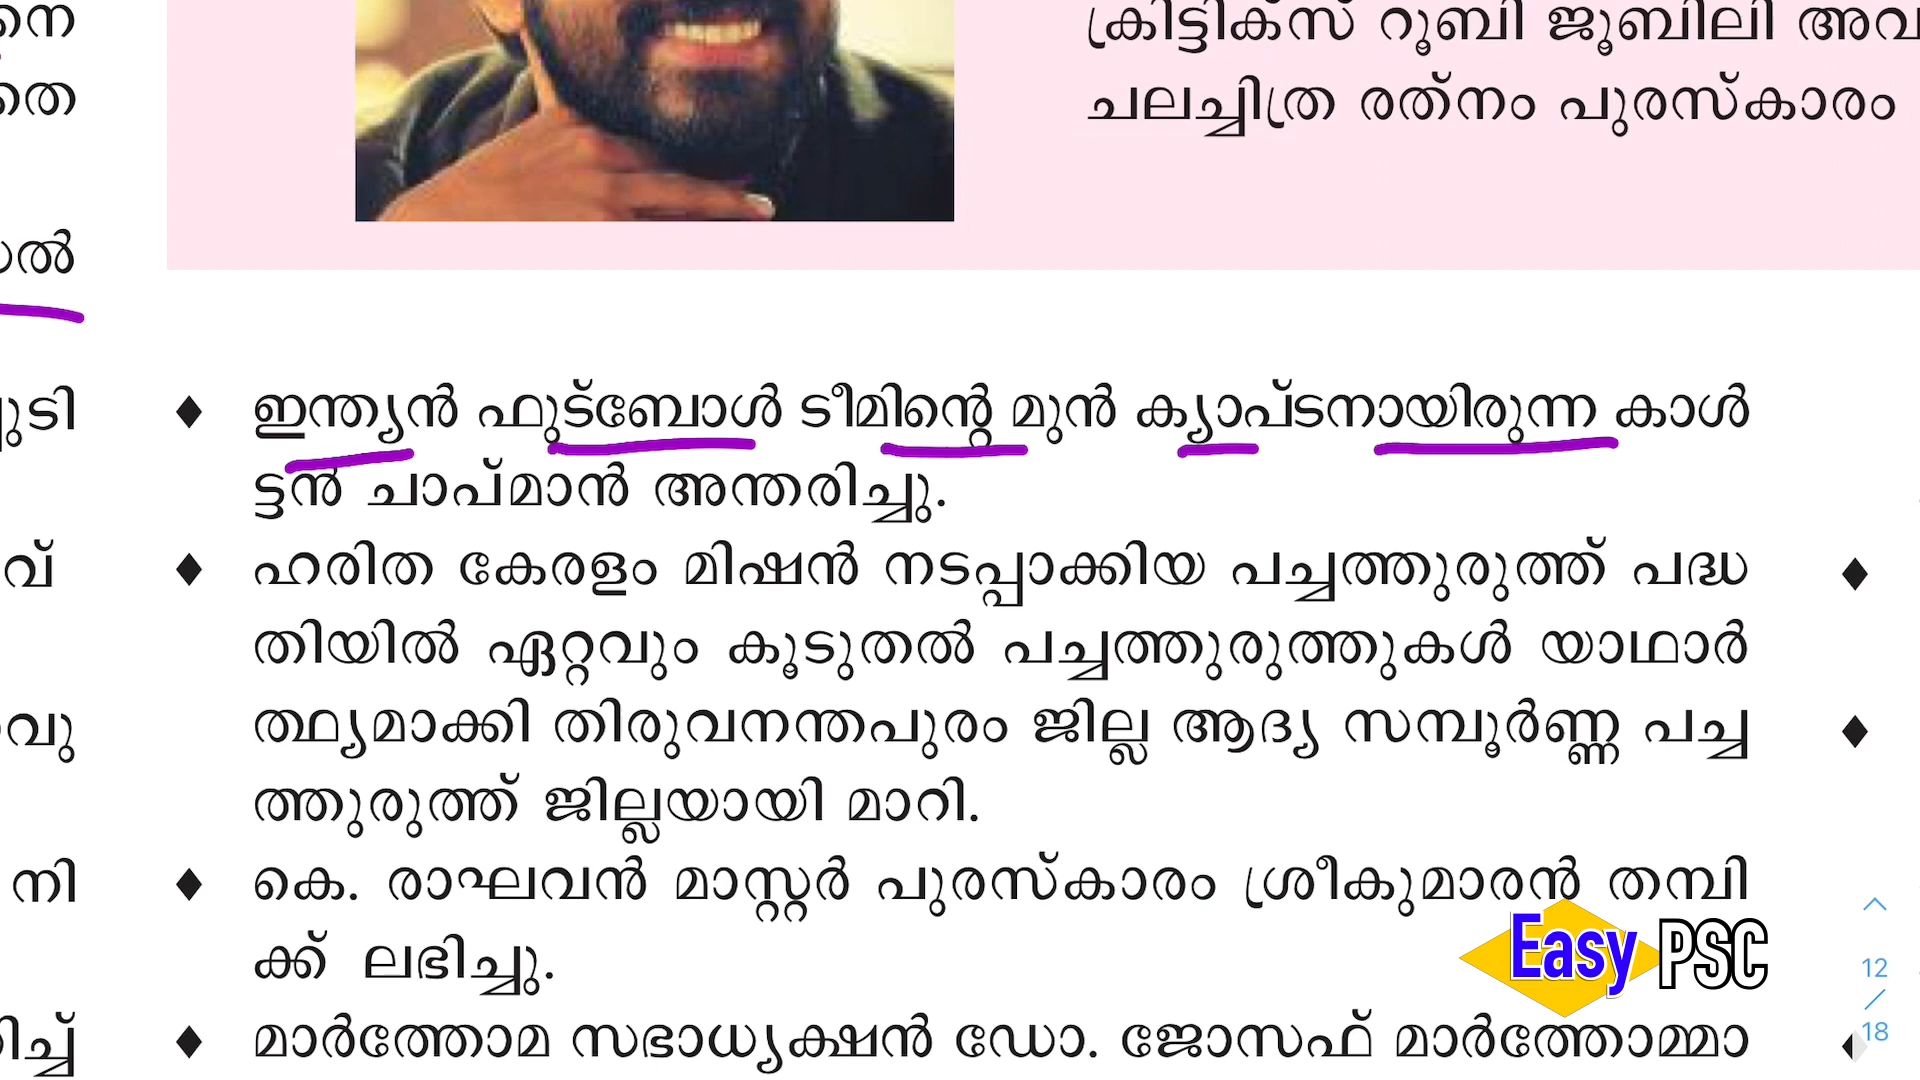 ക്രിട്ടിക്സ് റൂബി ജൂബിലി
ചലച്ചിത്ര രത്നം പുരസ്കാരം
ഇന്ത്യൻ ഫുട്ബോൾ ടീമിന്റെ മുൻ ക്യാപ്ടനായിരുന്ന കാൾ
ട്ടൻ ചാപ്മാൻ അന്തരിച്ചു.
ഹരിത കേരളം മിഷൻ നടപ്പാക്കിയ പച്ചത്തുരുത്ത് പദ്ധ
തിയിൽ ഏറ്റവും കൂടുതൽ പച്ചത്തുരുത്തുകൾ യാഥാർ
ത്ഥ്യമാക്കി തിരുവനന്തപുരം ജില്ല ആദ്യ സമ്പൂർണ്ണ പച്ച
ത്തുരുത്ത് ജില്ലയായി മാറി.
കെ. രാഘവൻ മാസ്റ്റർ പുരസ്കാരം ശ്രീകുമാരൻ തമ്പി
ക്ക് ലഭിച്ചു.
മാർത്തോമ സഭാധ്യക്ഷൻ ഡോ. ജോസഫ് മാർത്തോമ്മാ
Easy PSC
12
/
18